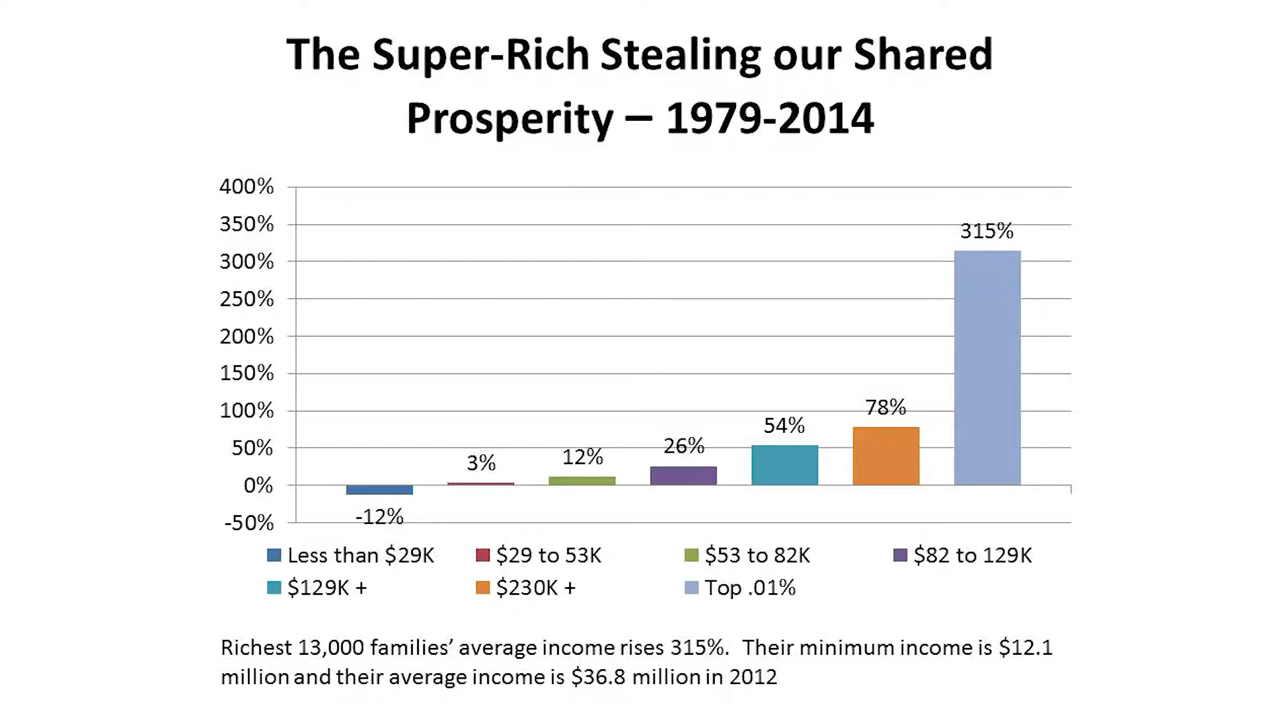 The Super-Rich Stealing our Shared
Prosperity – 1979-2014
400%
350%
300%
250%
200%
150%
100%
50%
0%
-50%
-12%
3%
12%
26%
54%
78%
315%
Less than $29K
$29 to 53K
$53 to 82K
$82 to 129K
$129K +
$230K +
Top .01%
Richest 13,000 families’ average income rises 315%.  Their minimum income is $12.1
million and their average income is $36.8 million in 2012